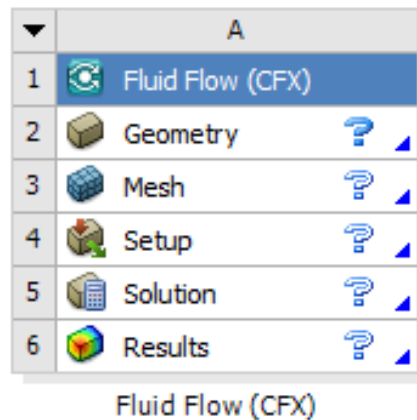 A
1 Fluid Flow (CFX)
2 Geometry ?
3 Mesh ?
4 Setup ?
5 Solution ?
6 Results ?
Fluid Flow (CFX)